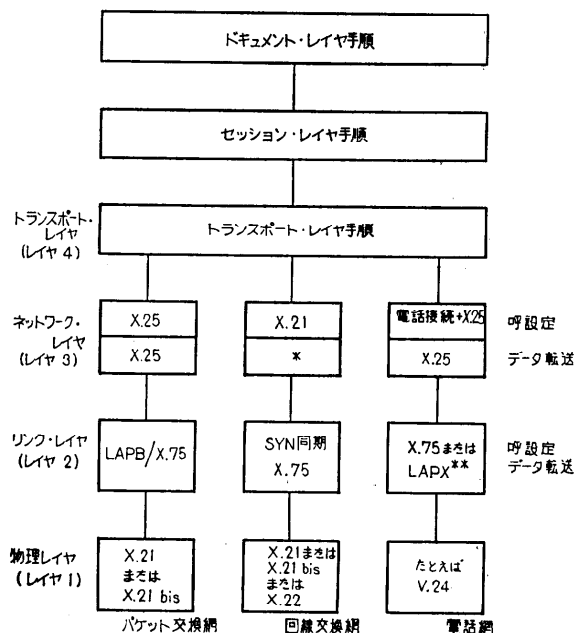 ドキュメント・レイヤ手順
セッション・レイヤ手順
トランスポート・
レイヤ
(レイヤ 4)
トランスポート・レイヤ手順
ネットワーク・
レイヤ
(レイヤ 3)
X.25
X.25
X.21
*
電話接続+X.25
X.25
呼設定
データ転送
リンク・レイヤ
(レイヤ 2)
LAPB/X.75
SYN同期
X.75
X.75または
LAPX**
呼設定
データ転送
物理レイヤ
(レイヤ 1)
X.21
または
X.21 bis
X.21または
X.21 bis
または
X.22
たとえば
V.24
パケット交換網
回線交換網
電話網